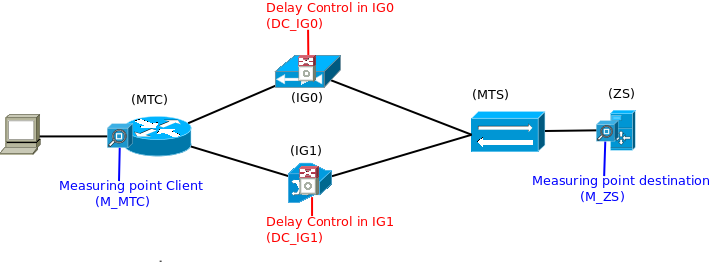 Delay Control in IG0
(DC_IG0)
(MTC)
(IG0)
(MTS)
(ZS)
(IG1)
Measuring point Client
(M_MTC)
Measuring point destination
(M_ZS)
Delay Control in IG1
(DC_IG1)